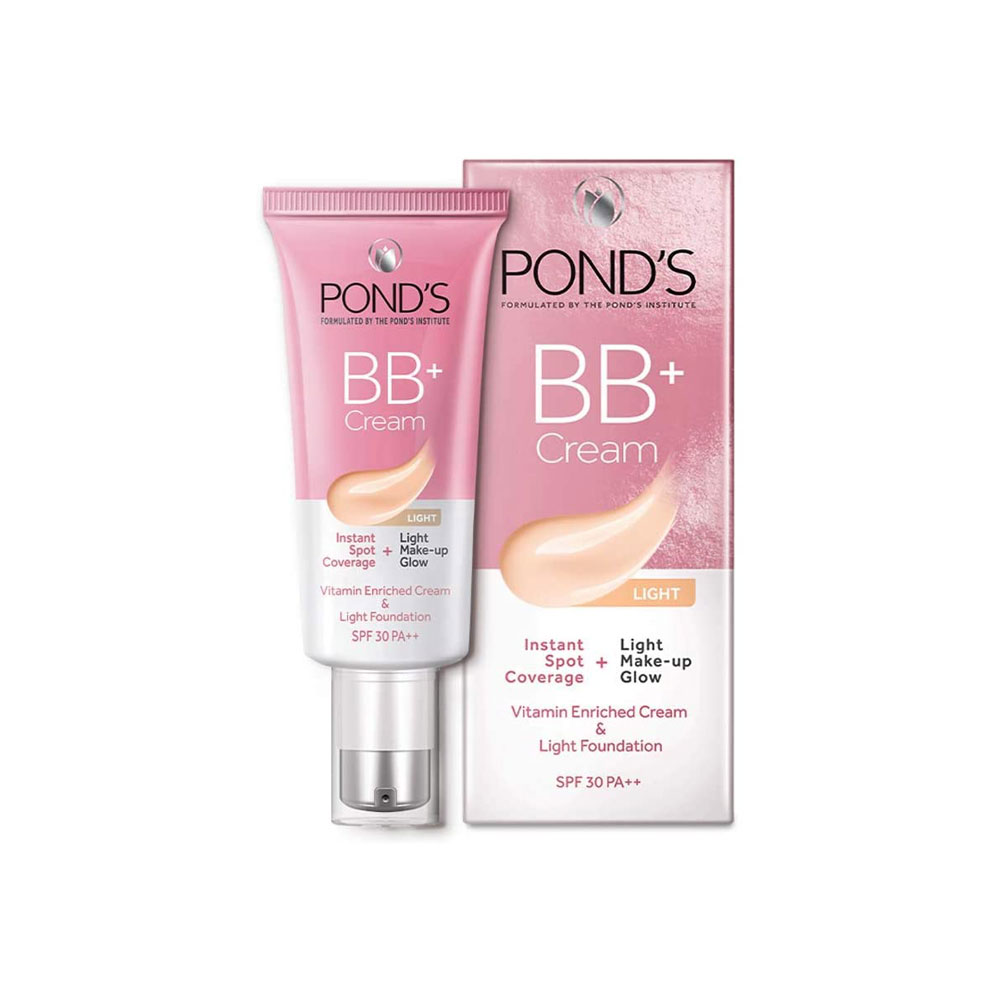 POND'S
FORMULATED BY THE POND'S INSTITUTE
BB+
Cream
LIGHT
Instant
Spot
Coverage
+
Light
Make-up
Glow
Vitamin Enriched Cream
&
Light Foundation
SPF 30 PA++
POND'S
FORMULATED BY THE POND'S INSTITUTE
BB+
Cream
LIGHT
Instant
Spot
Coverage
+
Light
Make-up
Glow
Vitamin Enriched Cream
&
Light Foundation
SPF 30 PA++